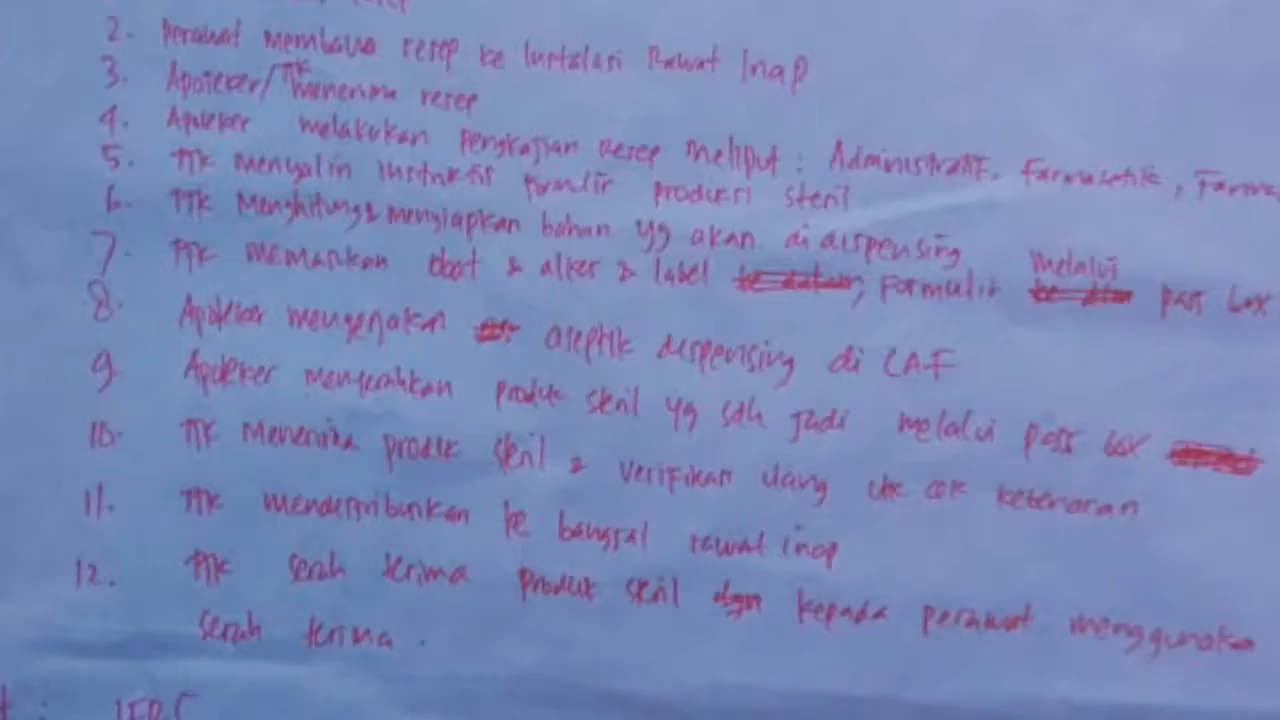 2. Perawat membawa resep ke Instalasi Rawat Inap
3. Apoteker/TTK menerima resep
4. Apoteker melakukan pengkajian resep meliputi : Administratif, Farmasetik, Farma
5. TTK menyalin instruksi formulir produksi steril
6. TTK Menghitung & menyiapkan bahan yg akan di dispensing
7. TTK memasukan obat & alkes & label, Formulir melalui pass box
8. Apoteker mengerjakan aseptik dispensing di LAF
9. Apoteker menyerahkan produk steril yg sdh jadi melalui pass box
10. TTK Menerima produk steril & verifikasi ulang utk cek kebenaran
11. TTK mendistribusikan ke bangsal rawat inap
12. TTK serah terima produk steril kepada perawat menggunakan
serah terima.